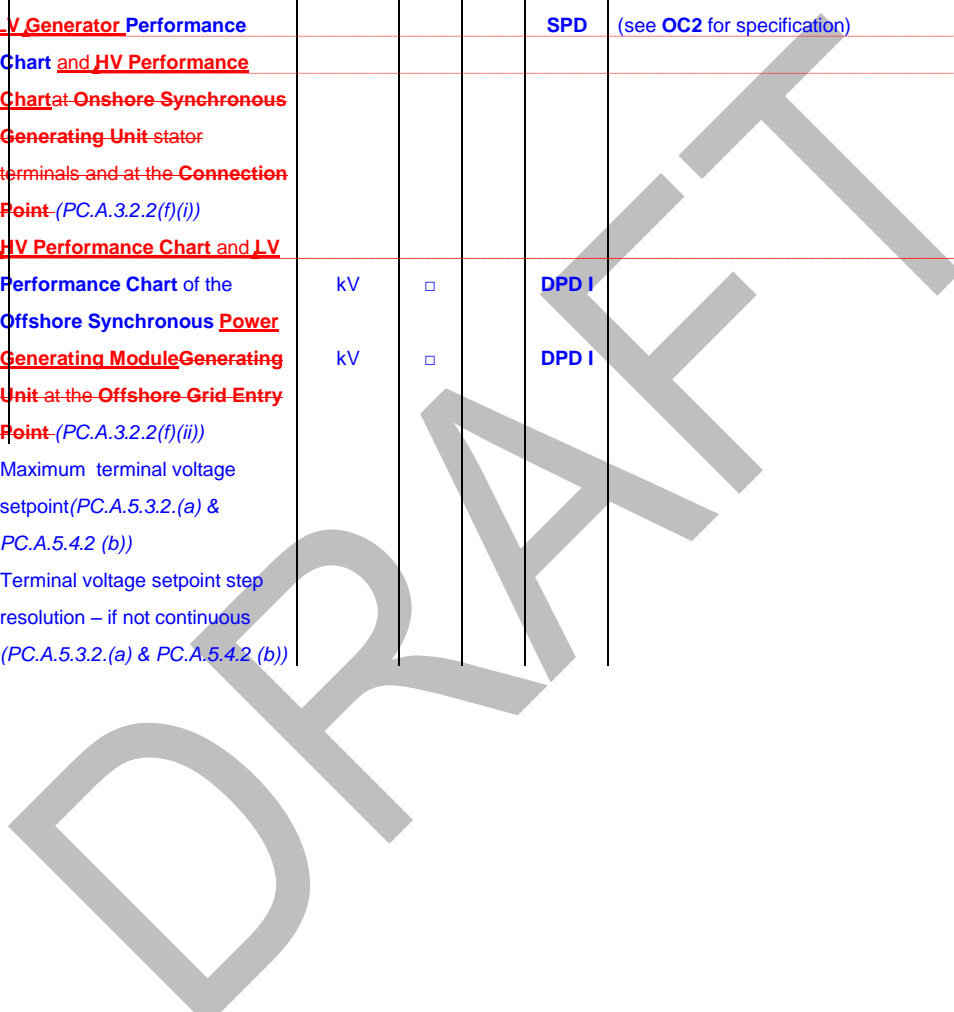 LV Generator Performance SPD (see OC2 for specification)
Chart and HV Performance
Chartat Onshore Synchronous
Generating Unit stator
terminals and at the Connection
Point (PC.A.3.2.2(f)(i))
HV Performance Chart and LV
Performance Chart of the kV □ DPD I
Offshore Synchronous Power
Generating ModuleGenerating kV □ DPD I
Unit at the Offshore Grid Entry
Point (PC.A.3.2.2(f)(ii))
Maximum terminal voltage
setpoint(PC.A.5.3.2.(a) &
PC.A.5.4.2 (b))
Terminal voltage setpoint step
resolution – if not continuous
(PC.A.5.3.2.(a) & PC.A.5.4.2 (b))
DRAFT